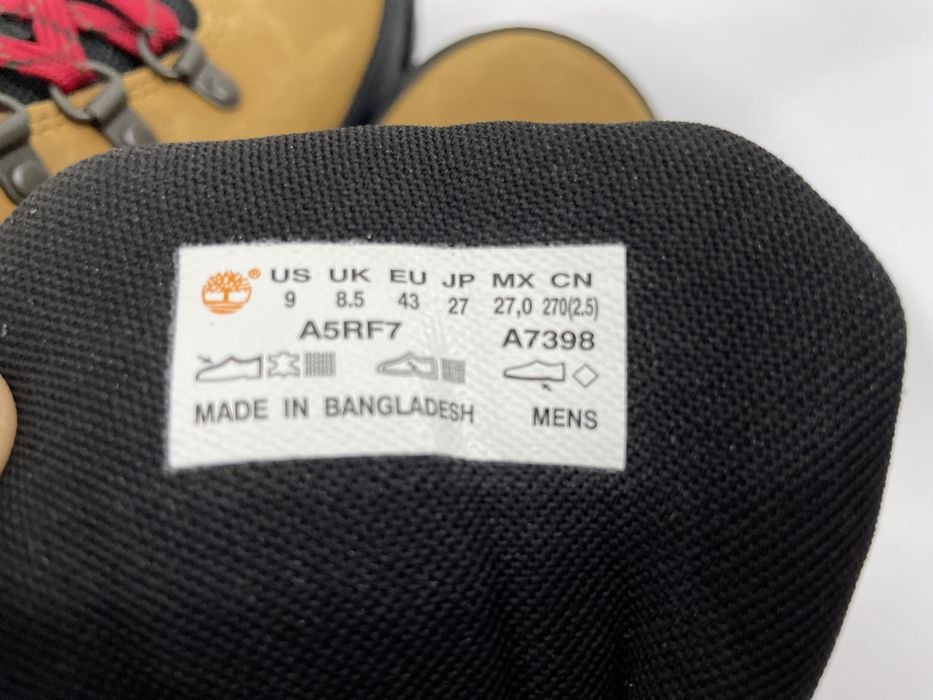 ® US UK EU JP MX CN
9 8.5 43 27 27,0 270(2.5)
A5RF7 A7398
MADE IN BANGLADESH MENS